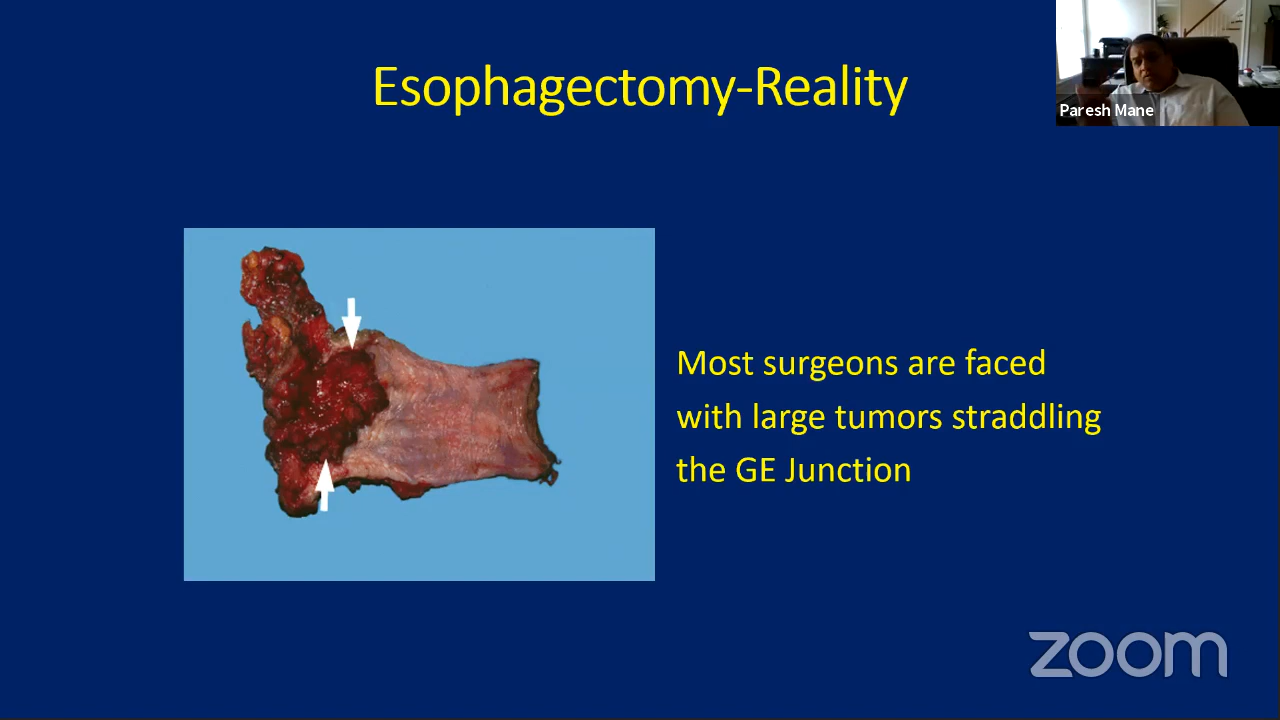 Esophagectomy-Reality
Paresh Mane
Most surgeons are faced
with large tumors straddling
the GE Junction
zoom